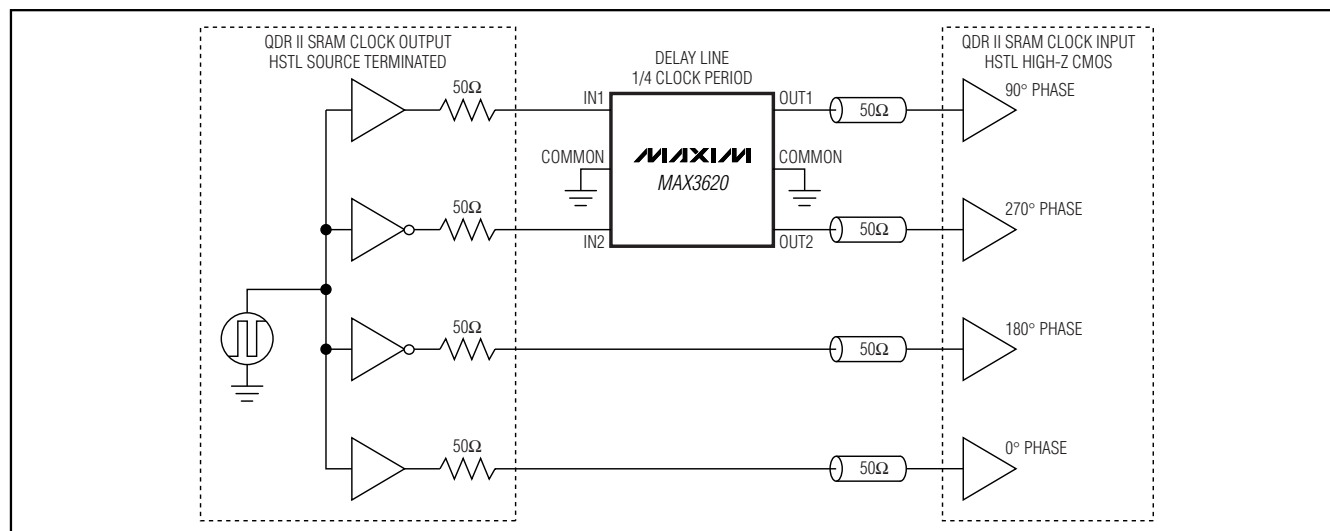 QDR II SRAM CLOCK OUTPUT
HSTL SOURCE TERMINATED
DELAY LINE
1/4 CLOCK PERIOD
QDR II SRAM CLOCK INPUT
HSTL HIGH-Z CMOS
50Ω
IN1
OUT1
50Ω
90° PHASE
COMMON
MAXIM
MAX3620
COMMON
50Ω
IN2
OUT2
50Ω
270° PHASE
50Ω
50Ω
180° PHASE
50Ω
50Ω
0° PHASE